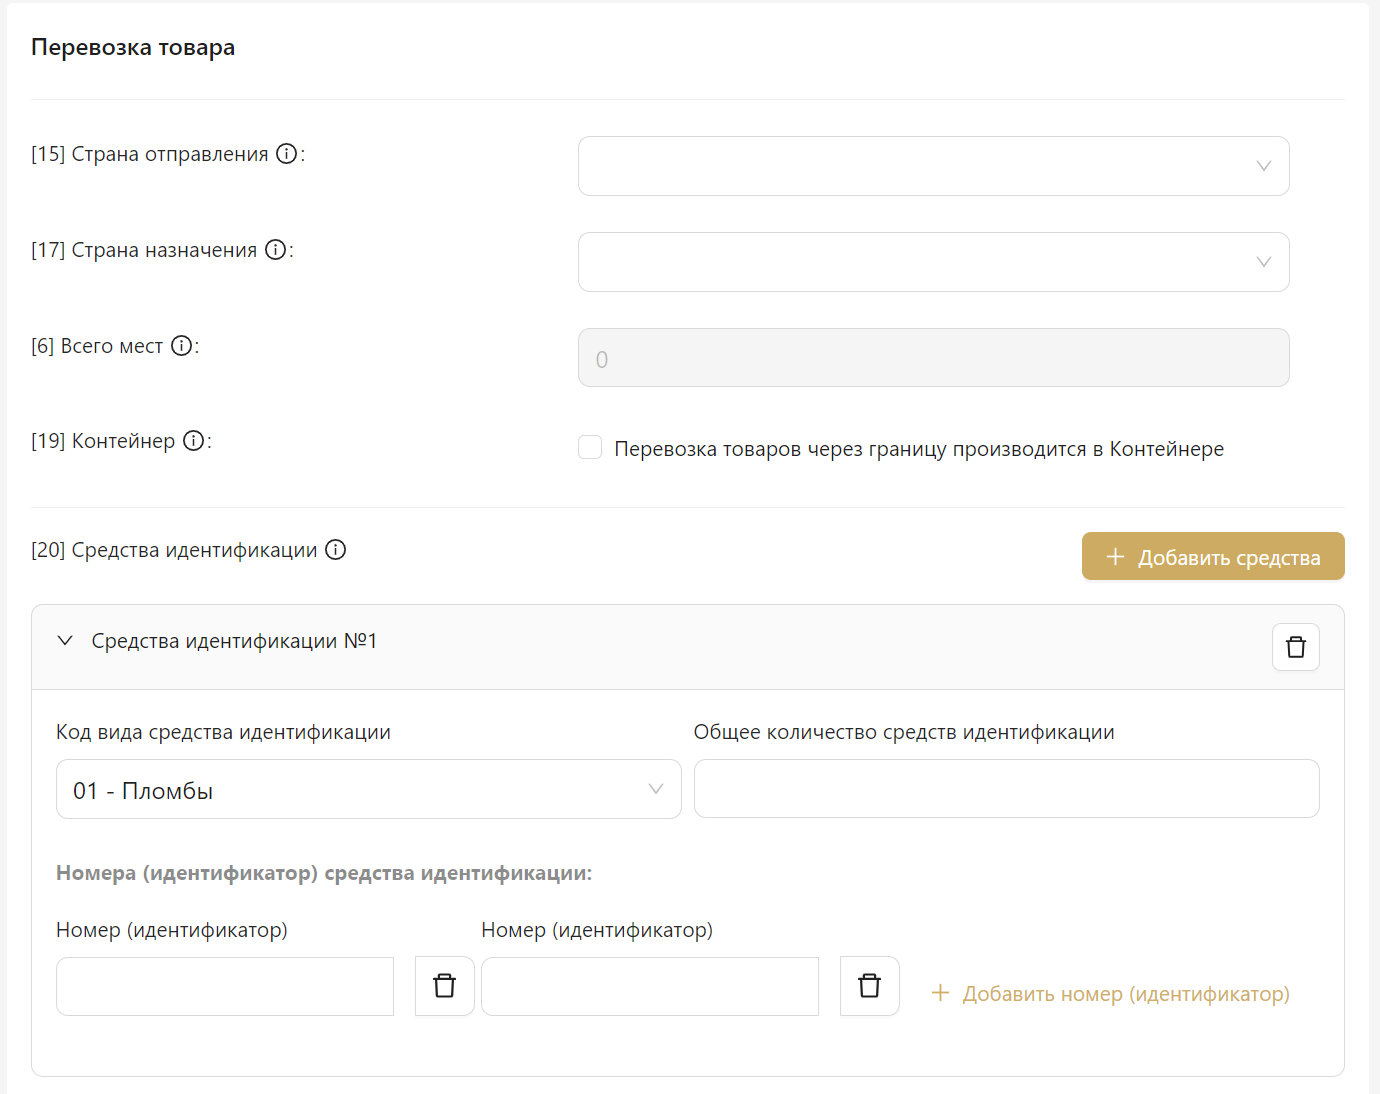 Перевозка товара
[15] Страна отправления :
[17] Страна назначения :
[6] Всего мест :
0
[19] Контейнер :
Перевозка товаров через границу производится в Контейнере
[20] Средства идентификации
Добавить средства
Средства идентификации №1
Код вида средства идентификации
Общее количество средств идентификации
01 - Пломбы
Номера (идентификатор) средства идентификации:
Номер (идентификатор)
Номер (идентификатор)
Добавить номер (идентификатор)